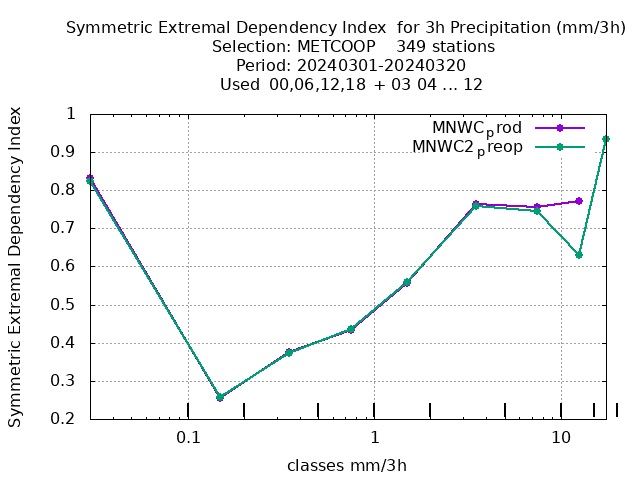 Symmetric Extremal Dependency Index  for 3h Precipitation (mm/3h)
Selection: METCOOP    349 stations
Period: 20240301-20240320
Used  00,06,12,18  + 03 04 ... 12
Symmetric Extremal Dependency Index
1
0.9
0.8
0.7
0.6
0.5
0.4
0.3
0.2
MNWCprod
MNWC2preop
0.1
1
10
classes mm/3h